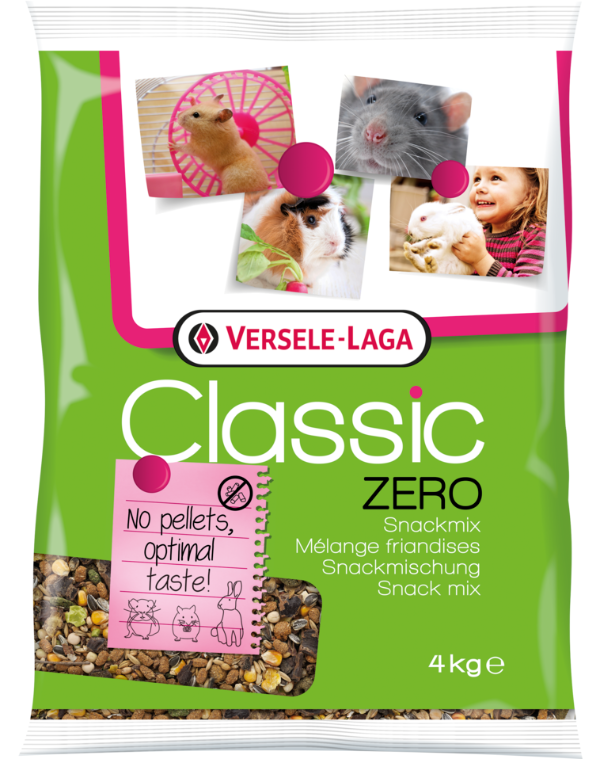 VERSELE-LAGA
Classic
ZERO
Snackmix
Mélange friandises
Snackmischung
Snack mix
No pellets,
optimal
taste!
4kg℮